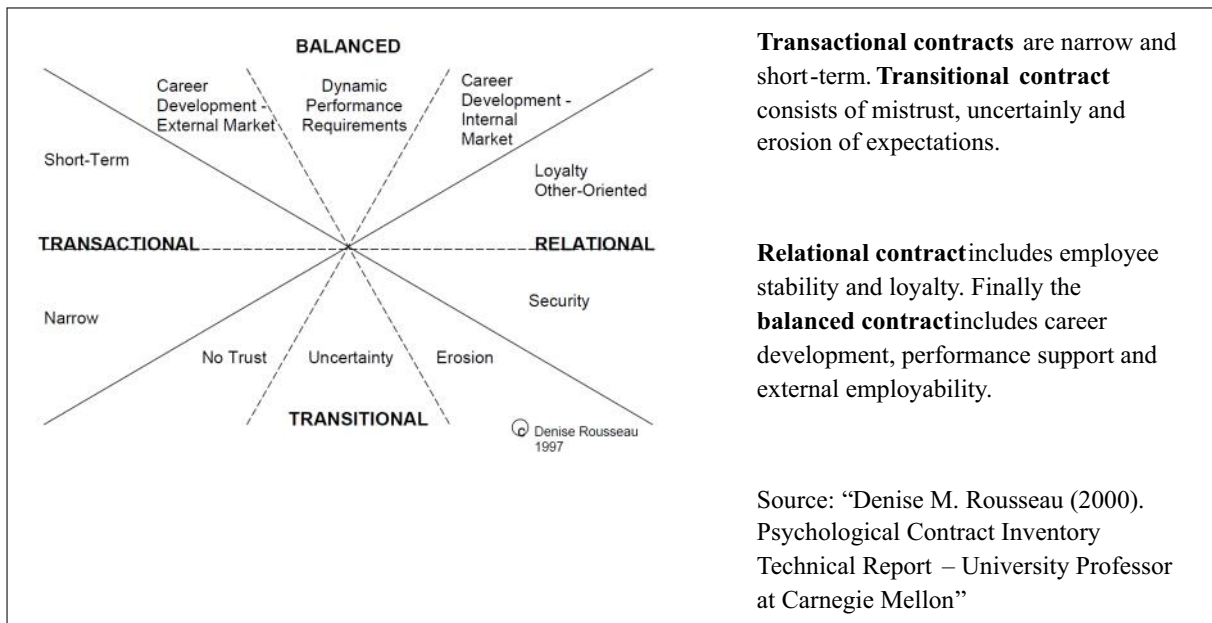 BALANCED
Career
Development -
External Market
Dynamic
Performance
Requirements
Career
Development -
Internal
Market
Short-Term
Loyalty
Other-Oriented
TRANSACTIONAL
RELATIONAL
Narrow
Security
No Trust
Uncertainty
Erosion
TRANSITIONAL
© Denise Rousseau
1997
Transactional contracts are narrow and
short-term. Transitional contract
consists of mistrust, uncertainly and
erosion of expectations.
Relational contractincludes employee
stability and loyalty. Finally the
balanced contractincludes career
development, performance support and
external employability.
Source: “Denise M. Rousseau (2000).
Psychological Contract Inventory
Technical Report – University Professor
at Carnegie Mellon”